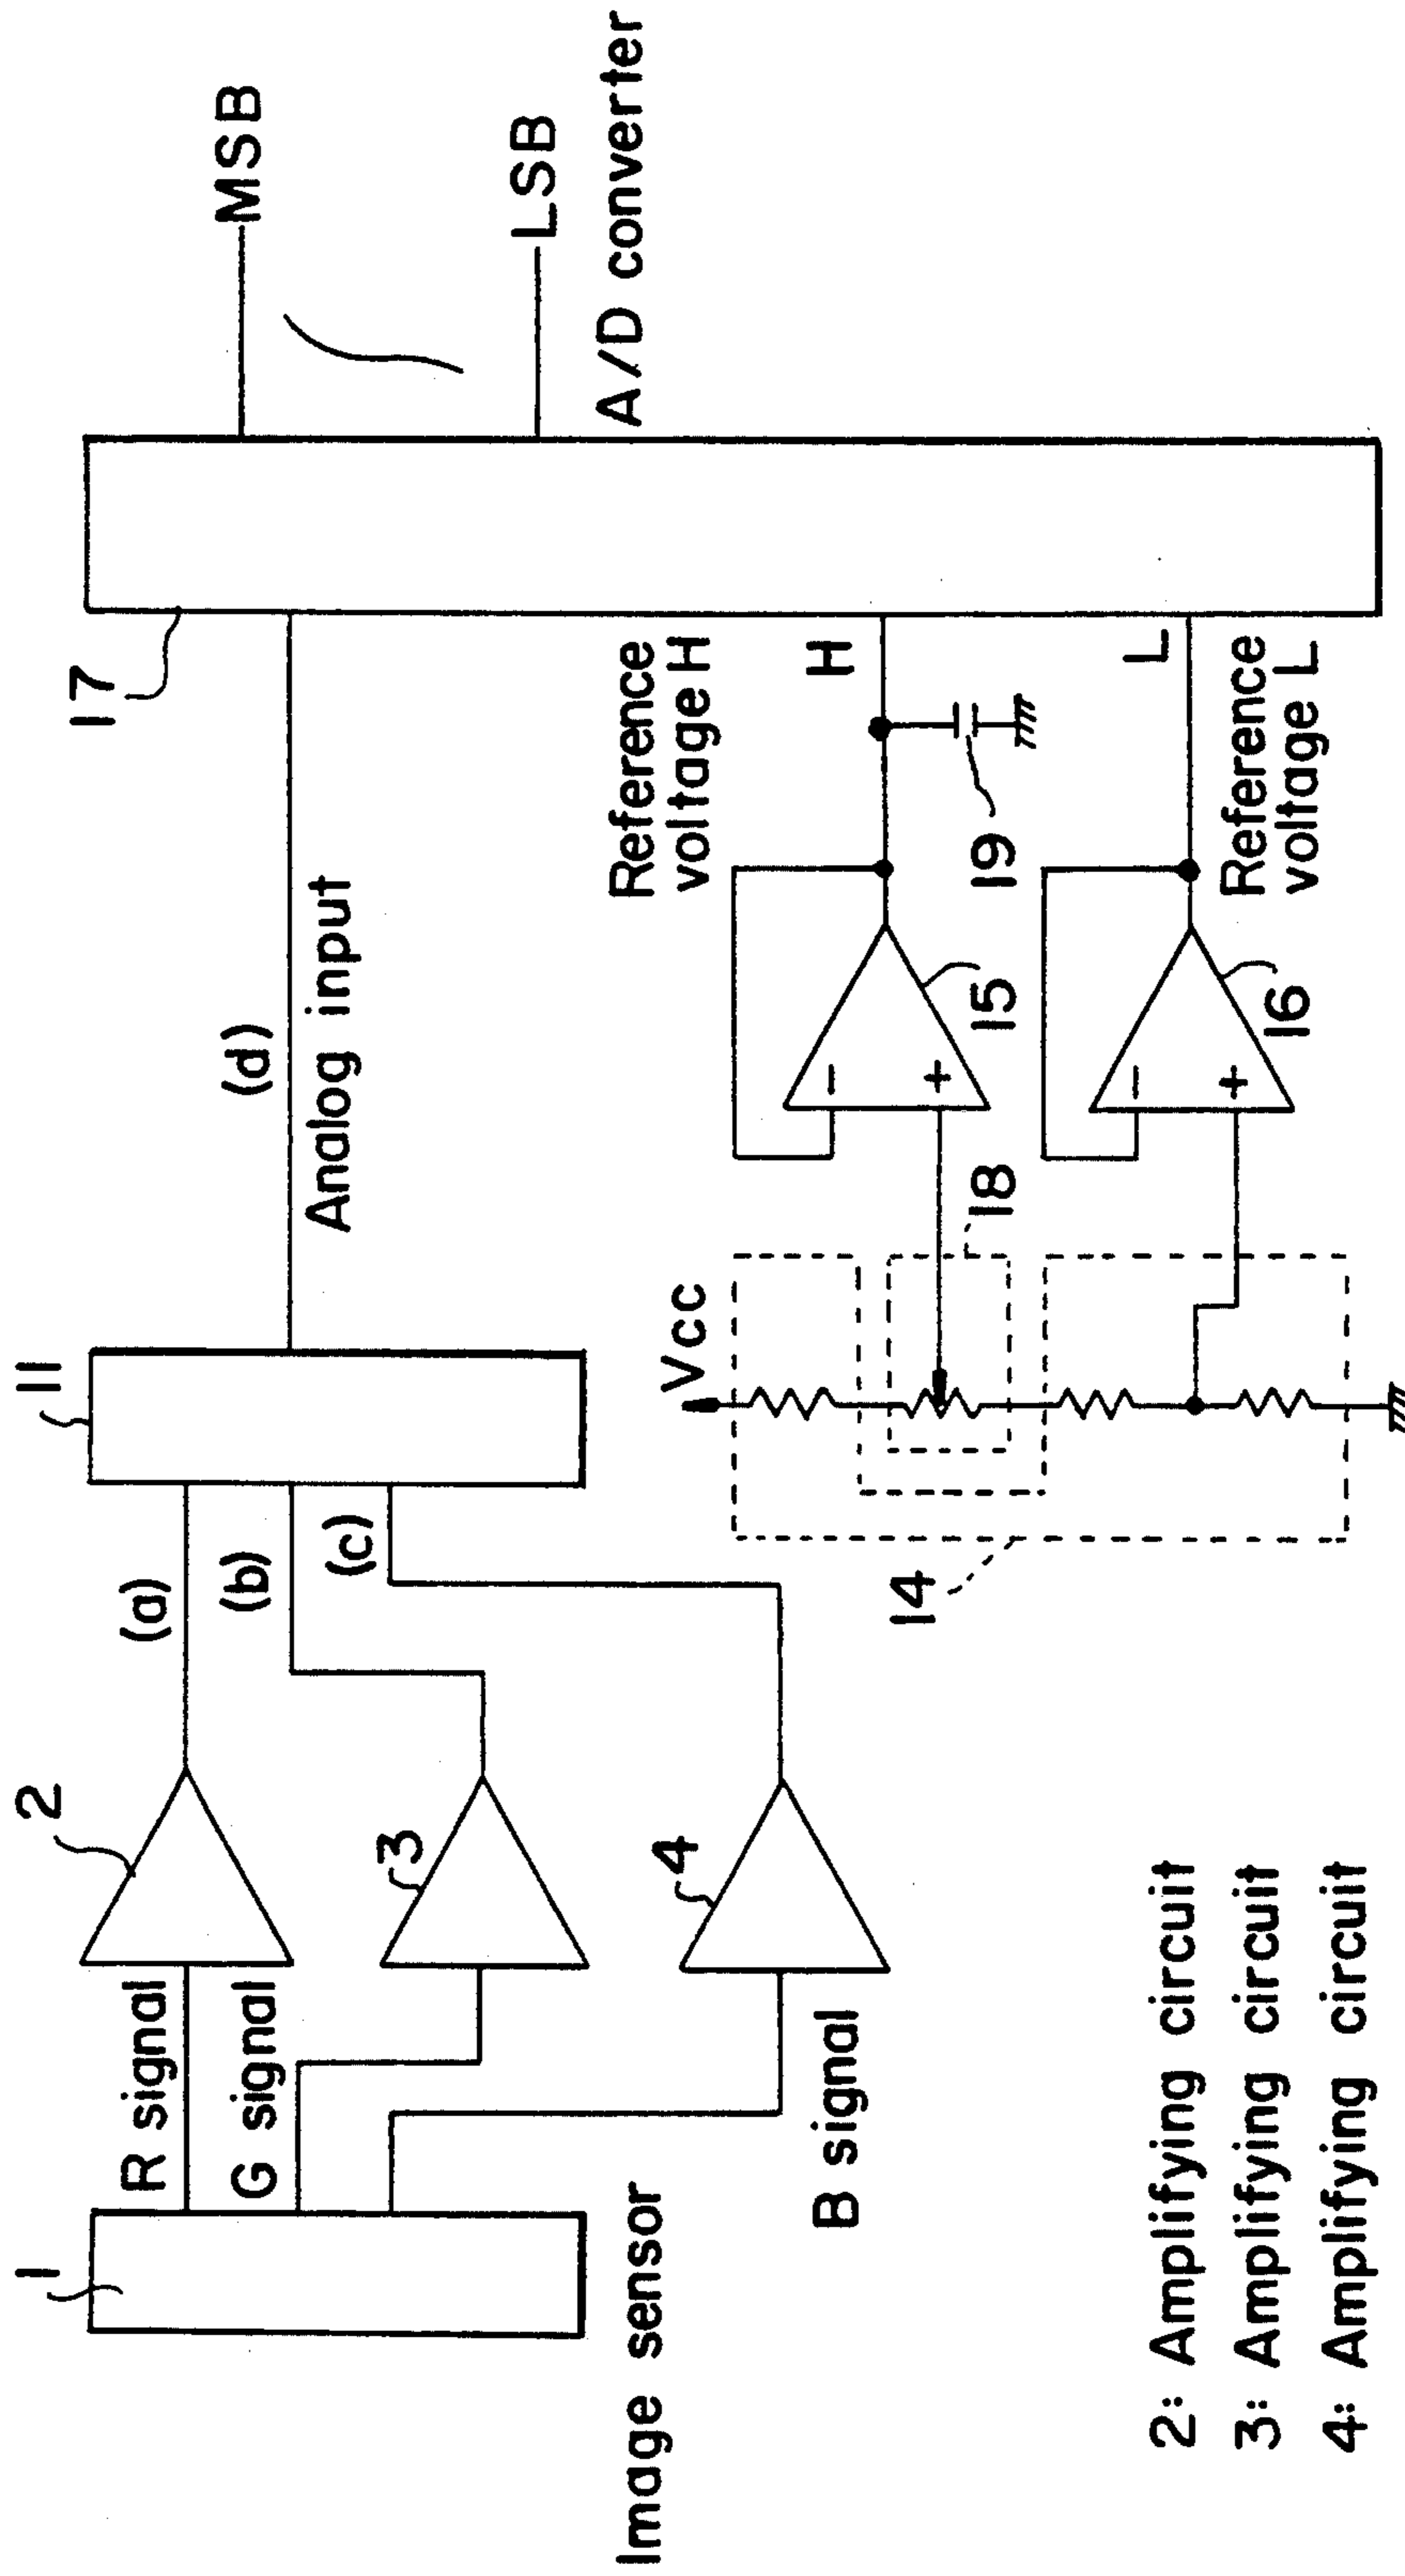 1
Image sensor
R signal
G signal
B signal
2
3
4
(a)
(b)
(c)
11
(d)
Analog input
17
MSB
LSB
A/D converter
Vcc
14
18
15
16
19
Reference
voltage H
H
L
Reference
voltage L
-
+
-
+
2: Amplifying circuit
3: Amplifying circuit
4: Amplifying circuit